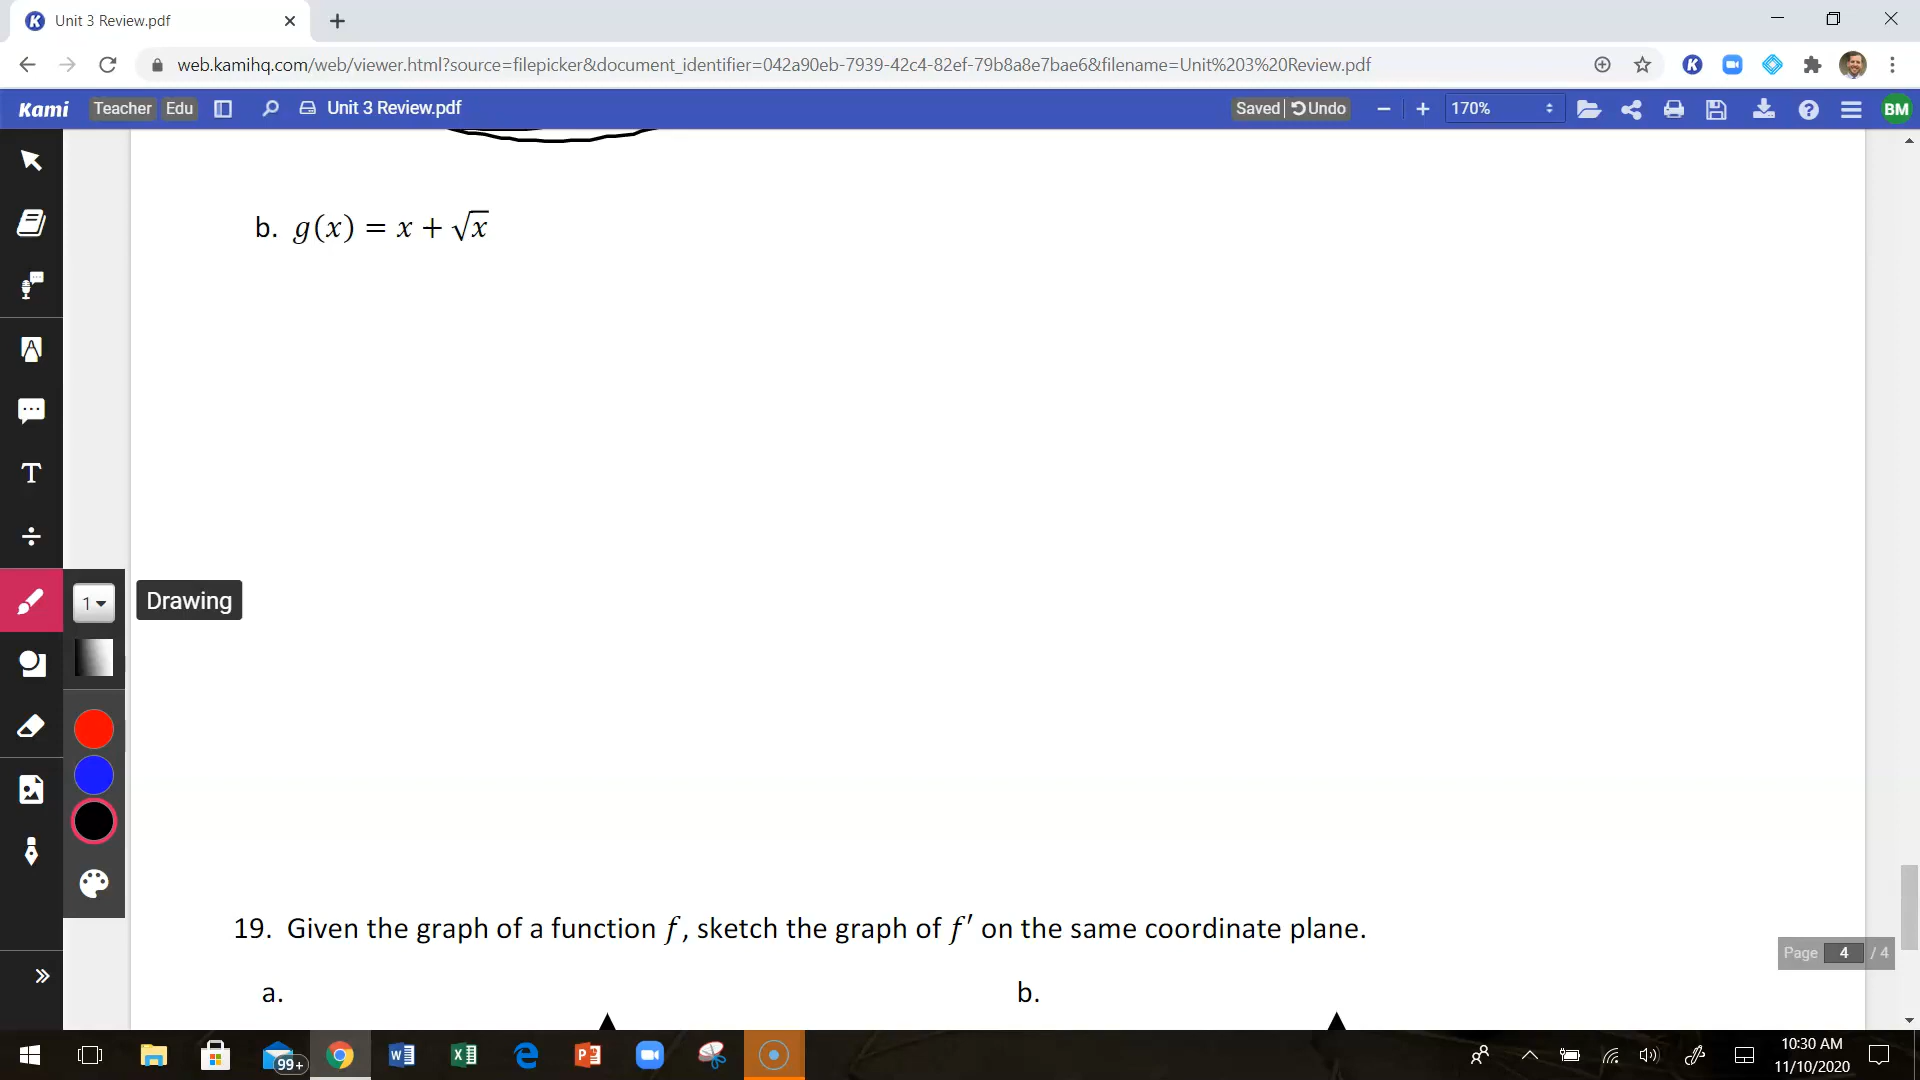 Unit 3 Review.pdf
web.kamihq.com/web/viewer.html?source=filepicker&document_identifier=042a90eb-7939-42c4-82ef-79b8a8e7bae6&filename=Unit%203%20Review.pdf
Kami Teacher Edu Unit 3 Review.pdf Saved Undo 170% BM
b. g(x) = x + √x
1 Drawing
19. Given the graph of a function f, sketch the graph of f′ on the same coordinate plane.
Page 4 / 4
a. b.
99+
10:30 AM
11/10/2020